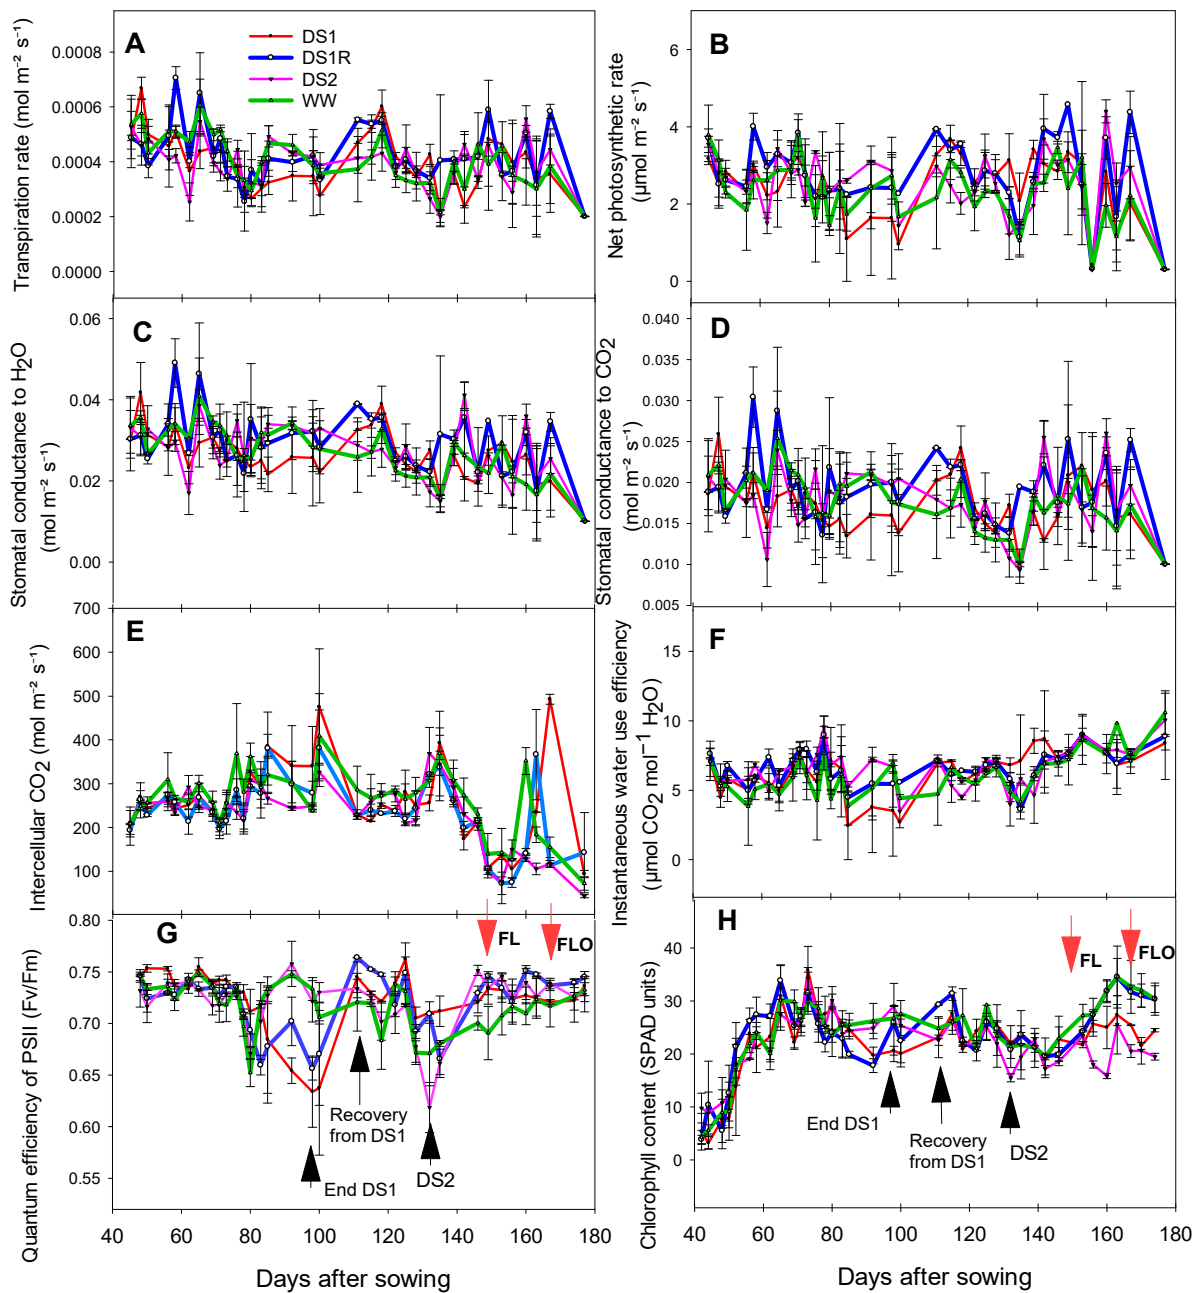 A
DS1
DS1R
DS2
WW
0.0008
0.0006
0.0004
0.0002
0.0000
Transpiration rate (mol m⁻² s⁻¹)
B
6
4
2
0
Net photosynthetic rate
(μmol m⁻² s⁻¹)
C
0.06
0.04
0.02
0.00
Stomatal conductance to H₂O
(mol m⁻² s⁻¹)
D
0.040
0.035
0.030
0.025
0.020
0.015
0.010
0.005
Stomatal conductance to CO₂
(mol m⁻² s⁻¹)
E
700
600
500
400
300
200
100
Intercellular CO₂ (mol m⁻² s⁻¹)
F
15
10
5
0
Instantaneous water use efficiency
(μmol CO₂ mol⁻¹ H₂O)
G
FL
FLO
0.80
0.75
0.70
0.65
0.60
0.55
Recovery
from DS1
End DS1
DS2
Quantum efficiency of PSII (Fv/Fm)
40 60 80 100 120 140 160 180
Days after sowing
H
FL
FLO
40
30
20
10
0
End DS1
Recovery
from DS1
DS2
Chlorophyll content (SPAD units)
40 60 80 100 120 140 160 180
Days after sowing